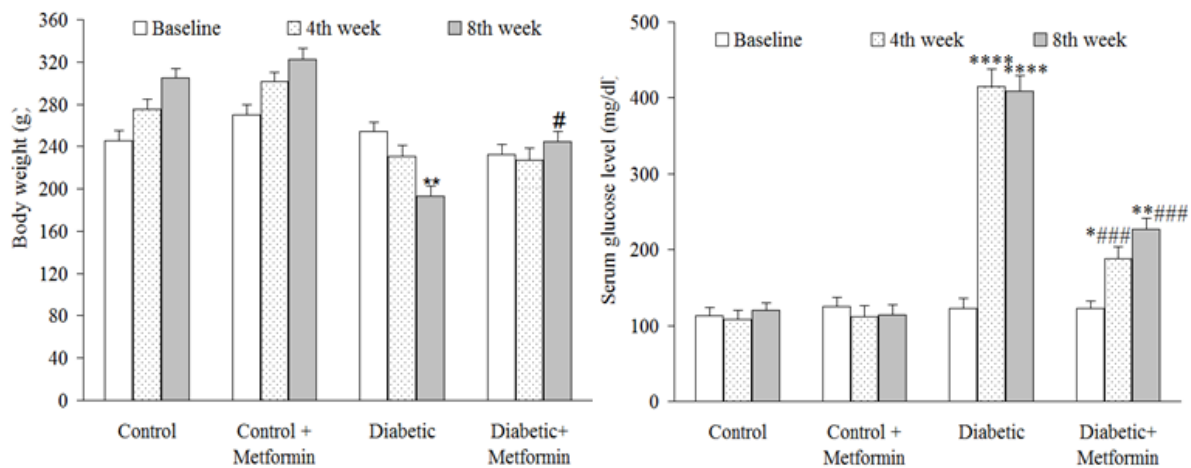 360
320
280
240
200
160
120
80
40
0
Body weight (g)
Baseline 4th week 8th week
**
#
Control
Control +
Metformin
Diabetic
Diabetic+
Metformin
500
400
300
200
100
0
Serum glucose level (mg/dl)
Baseline 4th week 8th week
****
****
*###
**###
Control
Control +
Metformin
Diabetic
Diabetic+
Metformin